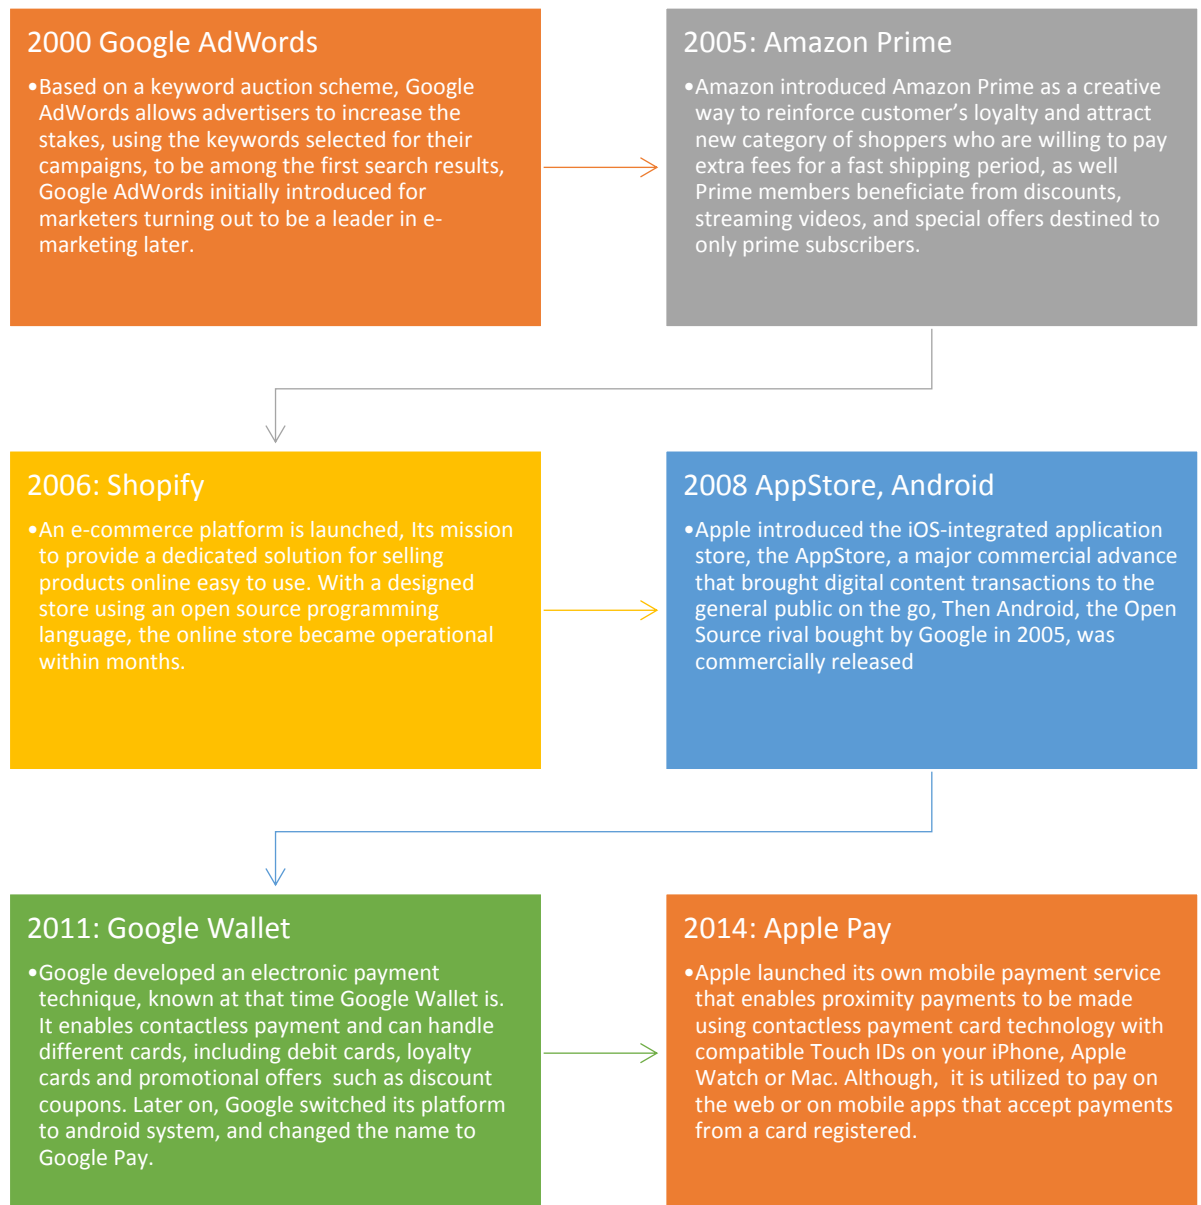 2000 Google AdWords
•Based on a keyword auction scheme, Google
AdWords allows advertisers to increase the
stakes, using the keywords selected for their
campaigns, to be among the first search results,
Google AdWords initially introduced for
marketers turning out to be a leader in e-
marketing later.
2005: Amazon Prime
•Amazon introduced Amazon Prime as a creative
way to reinforce customer’s loyalty and attract
new category of shoppers who are willing to pay
extra fees for a fast shipping period, as well
Prime members beneficiate from discounts,
streaming videos, and special offers destined to
only prime subscribers.
2006: Shopify
•An e-commerce platform is launched, Its mission
to provide a dedicated solution for selling
products online easy to use. With a designed
store using an open source programming
language, the online store became operational
within months.
2008 AppStore, Android
•Apple introduced the iOS-integrated application
store, the AppStore, a major commercial advance
that brought digital content transactions to the
general public on the go, Then Android, the Open
Source rival bought by Google in 2005, was
commercially released
2011: Google Wallet
•Google developed an electronic payment
technique, known at that time Google Wallet is.
It enables contactless payment and can handle
different cards, including debit cards, loyalty
cards and promotional offers  such as discount
coupons. Later on, Google switched its platform
to android system, and changed the name to
Google Pay.
2014: Apple Pay
•Apple launched its own mobile payment service
that enables proximity payments to be made
using contactless payment card technology with
compatible Touch IDs on your iPhone, Apple
Watch or Mac. Although,  it is utilized to pay on
the web or on mobile apps that accept payments
from a card registered.